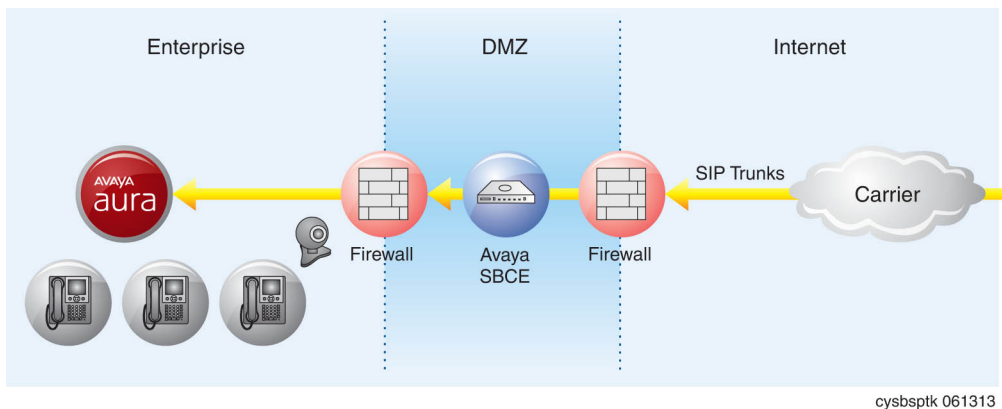 Enterprise
DMZ
Internet
AVAYA
aura
SIP Trunks
Carrier
Firewall
Avaya
SBCE
Firewall
cysbsptk 061313